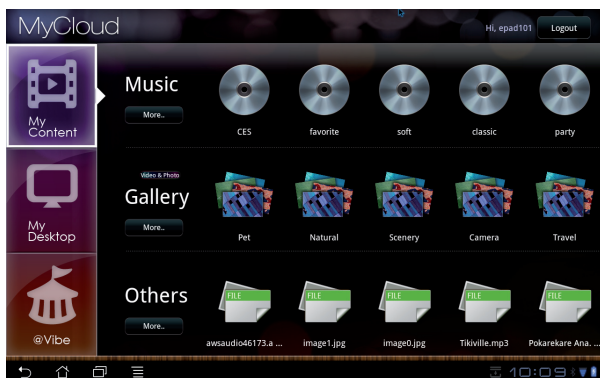 MyCloud
Hi, epad101
Logout
My
Content
My
Desktop
@Vibe
Music
More..
CES
favorite
soft
classic
party
Video & Photo
Gallery
More..
Pet
Natural
Scenery
Camera
Travel
Others
More..
FILE
FILE
FILE
FILE
FILE
awsaudio46173.a ...
image1.jpg
image0.jpg
Tikiville.mp3
Pokarekare Ana. ...
10:09